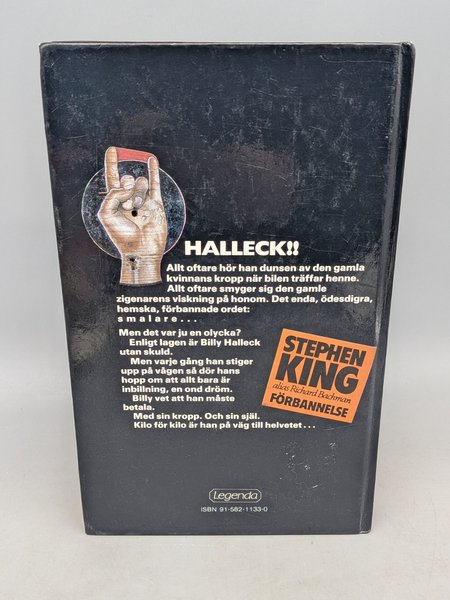 HALLECK!!
Allt oftare hör han dunsen av den gamla
kvinnans kropp när bilen träffar henne.
Allt oftare smyger sig den gamle
zigenarens viskning på honom. Det enda, ödesdigra,
hemska, förbannade ordet:
smalare...
Men det var ju en olycka?
Enligt lagen är Billy Halleck
utan skuld.
Men varje gång han stiger
upp på vågen så dör hans
hopp om att allt bara är
inbillning, en ond dröm.
Billy vet att han måste
betala.
Med sin kropp. Och sin själ.
Kilo för kilo är han på väg till helvetet...
STEPHEN
KING
alias Richard Bachman
FÖRBANNELSE
Legenda
ISBN 91-582-1133-0